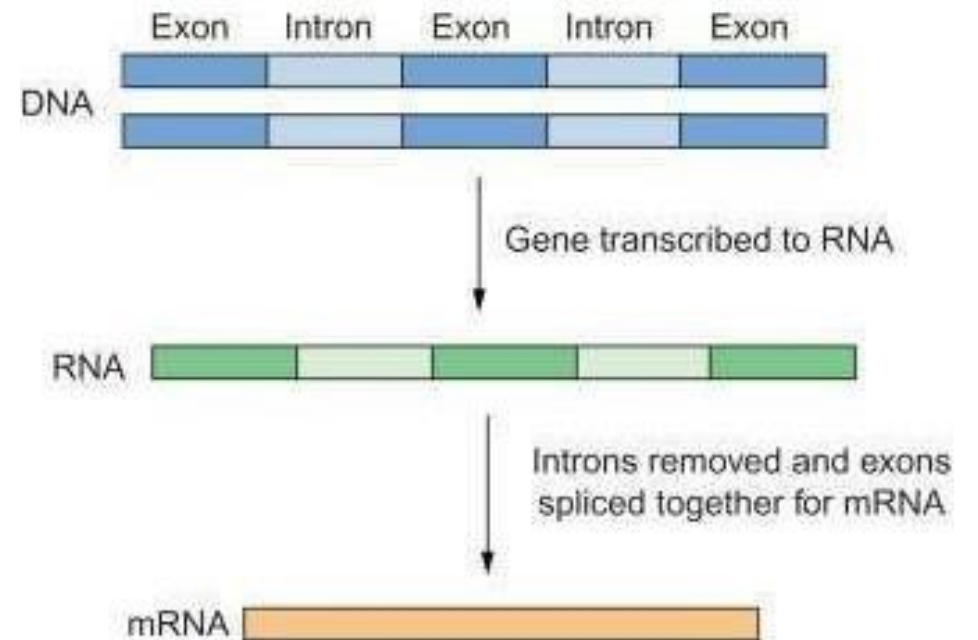 Exon Intron Exon Intron Exon
DNA
Gene transcribed to RNA
RNA
Introns removed and exons
spliced together for mRNA
mRNA